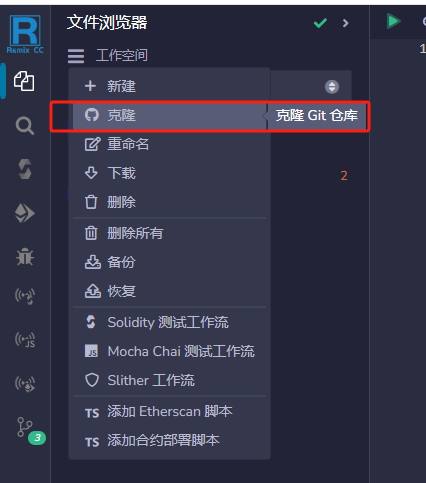 文件浏览器
Remix CC
工作空间
新建
克隆
克隆 Git 仓库
重命名
下载
2
删除
删除所有
备份
恢复
Solidity 测试工作流
JS Mocha Chai 测试工作流
Slither 工作流
TS 添加 Etherscan 脚本
TS 添加合约部署脚本
JS
3
1